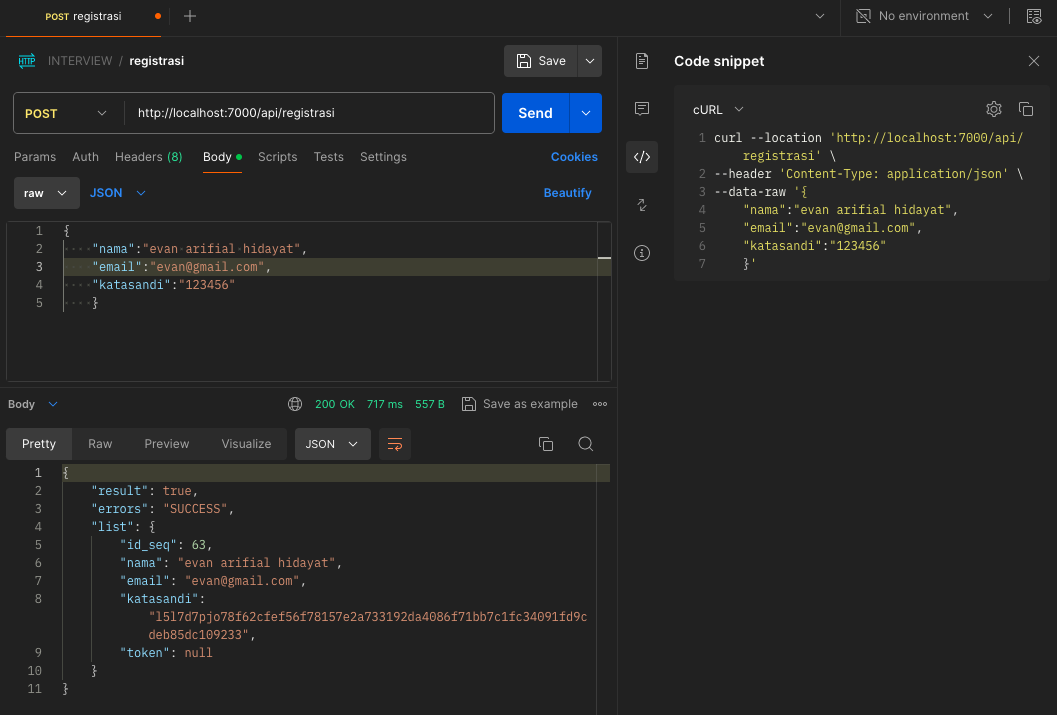 POST registrasi
No environment
INTERVIEW / registrasi
Save
POST
http://localhost:7000/api/registrasi
Send
Params Auth Headers (8) Body Scripts Tests Settings Cookies
raw JSON Beautify
1 {
2 "nama":"evan arifial hidayat",
3 "email":"evan@gmail.com",
4 "katasandi":"123456"
5 }
Body 200 OK 717 ms 557 B Save as example
Pretty Raw Preview Visualize JSON
1 {
2 "result": true,
3 "errors": "SUCCESS",
4 "list": {
5 "id_seq": 63,
6 "nama": "evan arifial hidayat",
7 "email": "evan@gmail.com",
8 "katasandi":
"l5l7d7pjo78f62cfef56f78157e2a733192da4086f71bb7c1fc34091fd9c
deb85dc109233",
9 "token": null
10 }
11 }
Code snippet
cURL
1 curl --location 'http://localhost:7000/api/
registrasi' \
2 --header 'Content-Type: application/json' \
3 --data-raw '{
4 "nama":"evan arifial hidayat",
5 "email":"evan@gmail.com",
6 "katasandi":"123456"
7 }'
HTTP